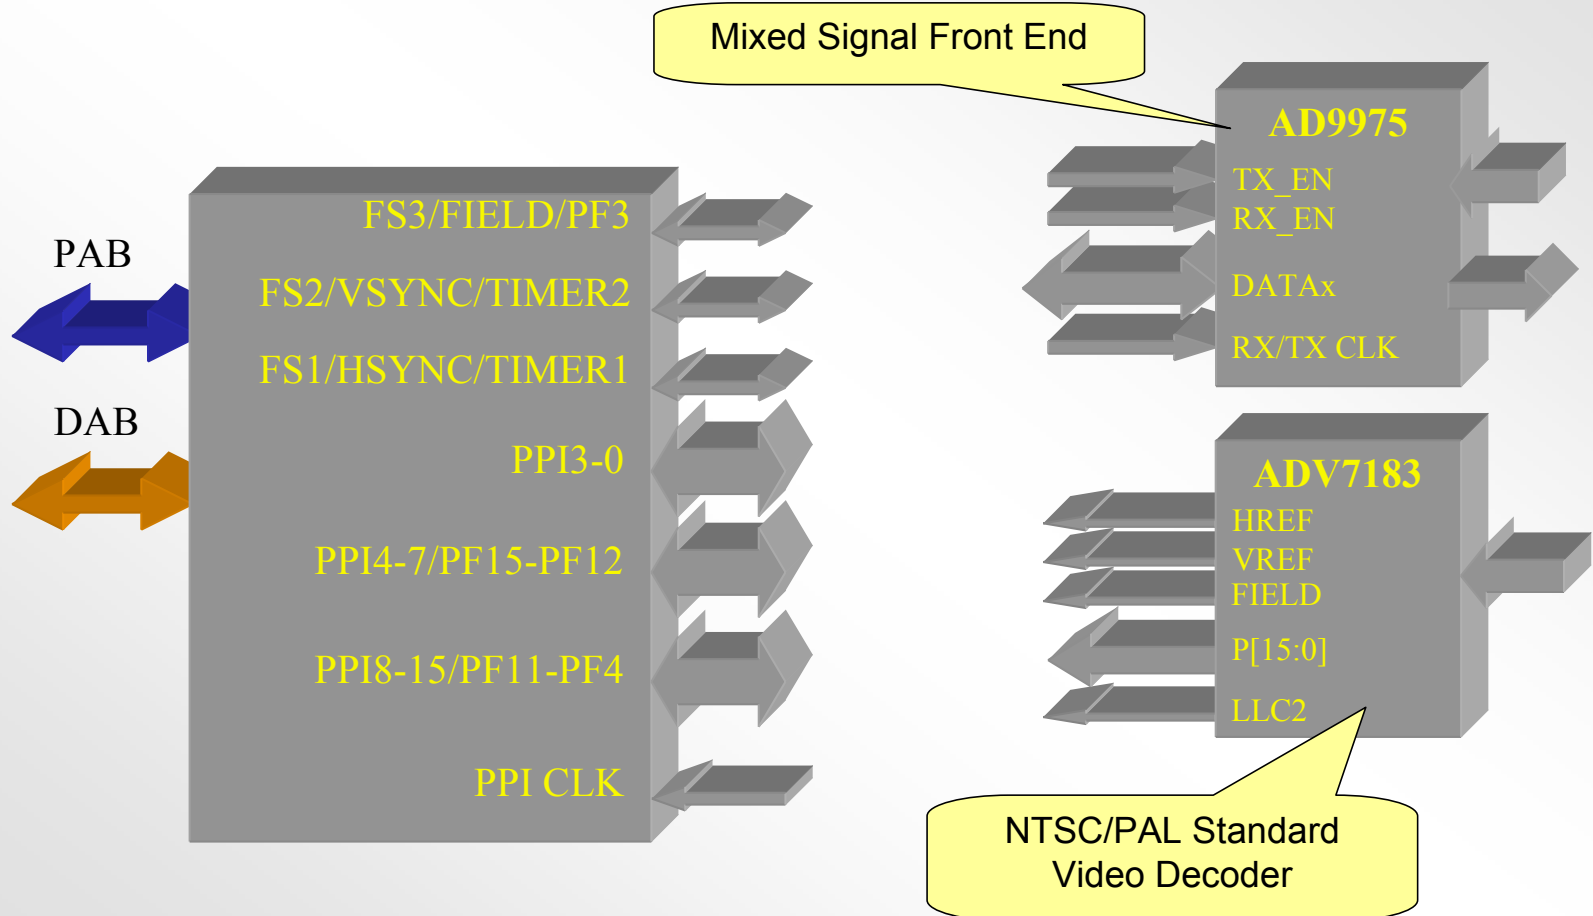 Mixed Signal Front End
PAB
DAB
FS3/FIELD/PF3
FS2/VSYNC/TIMER2
FS1/HSYNC/TIMER1
PPI3-0
PPI4-7/PF15-PF12
PPI8-15/PF11-PF4
PPI CLK
AD9975
TX_EN
RX_EN
DATAx
RX/TX CLK
ADV7183
HREF
VREF
FIELD
P[15:0]
LLC2
NTSC/PAL Standard
Video Decoder